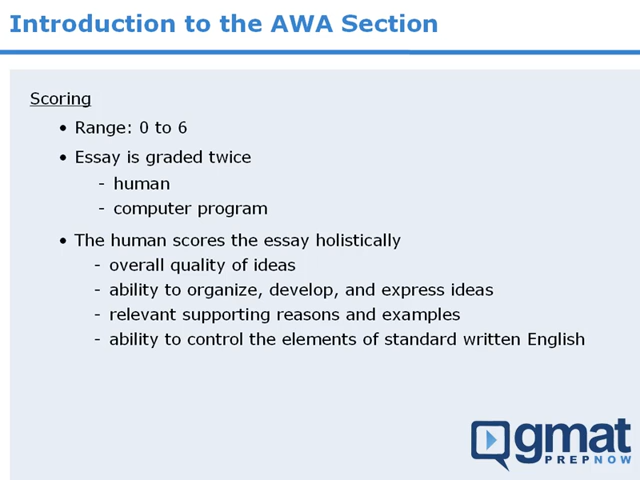 Introduction to the AWA Section
Scoring
• Range: 0 to 6
• Essay is graded twice
- human
- computer program
• The human scores the essay holistically
- overall quality of ideas
- ability to organize, develop, and express ideas
- relevant supporting reasons and examples
- ability to control the elements of standard written English
gmat
PREPNOW